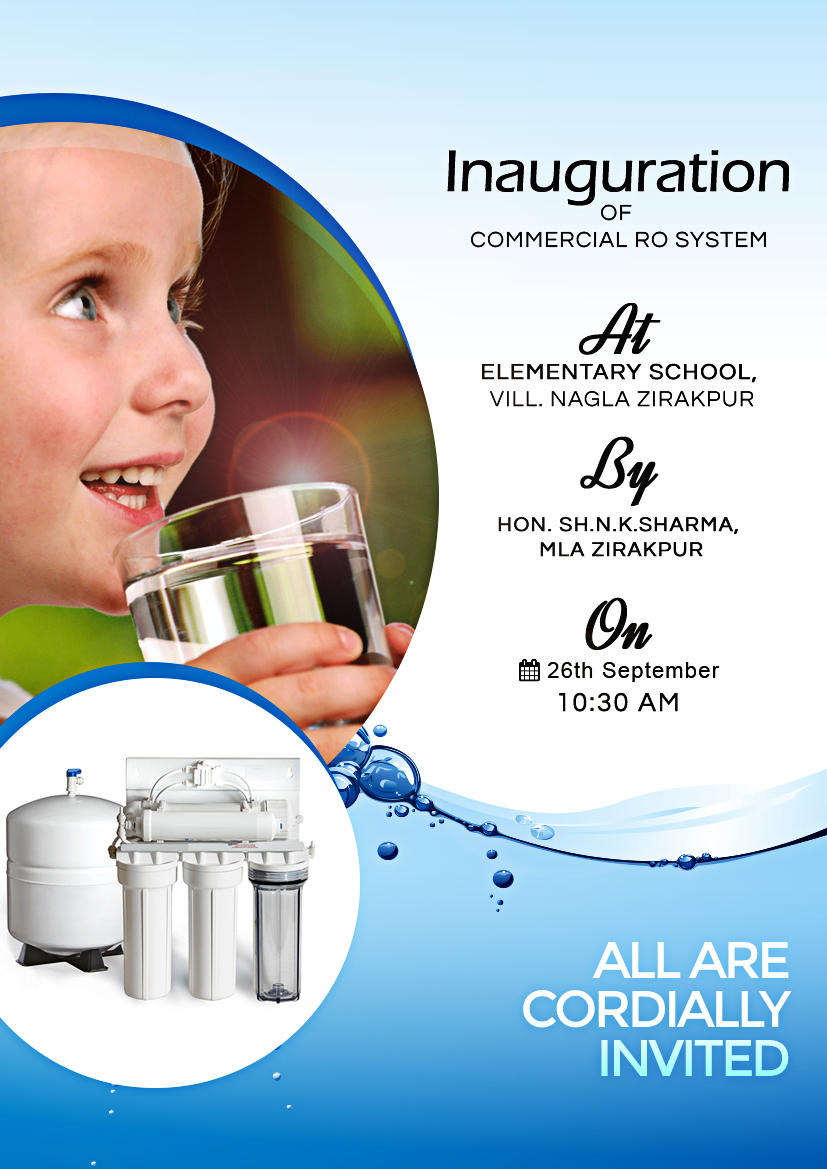 Inauguration
OF
COMMERCIAL RO SYSTEM
At
ELEMENTARY SCHOOL,
VILL. NAGLA ZIRAKPUR
By
HON. SH.N.K.SHARMA,
MLA ZIRAKPUR
On
26th September
10:30 AM
ALL ARE
CORDIALLY
INVITED